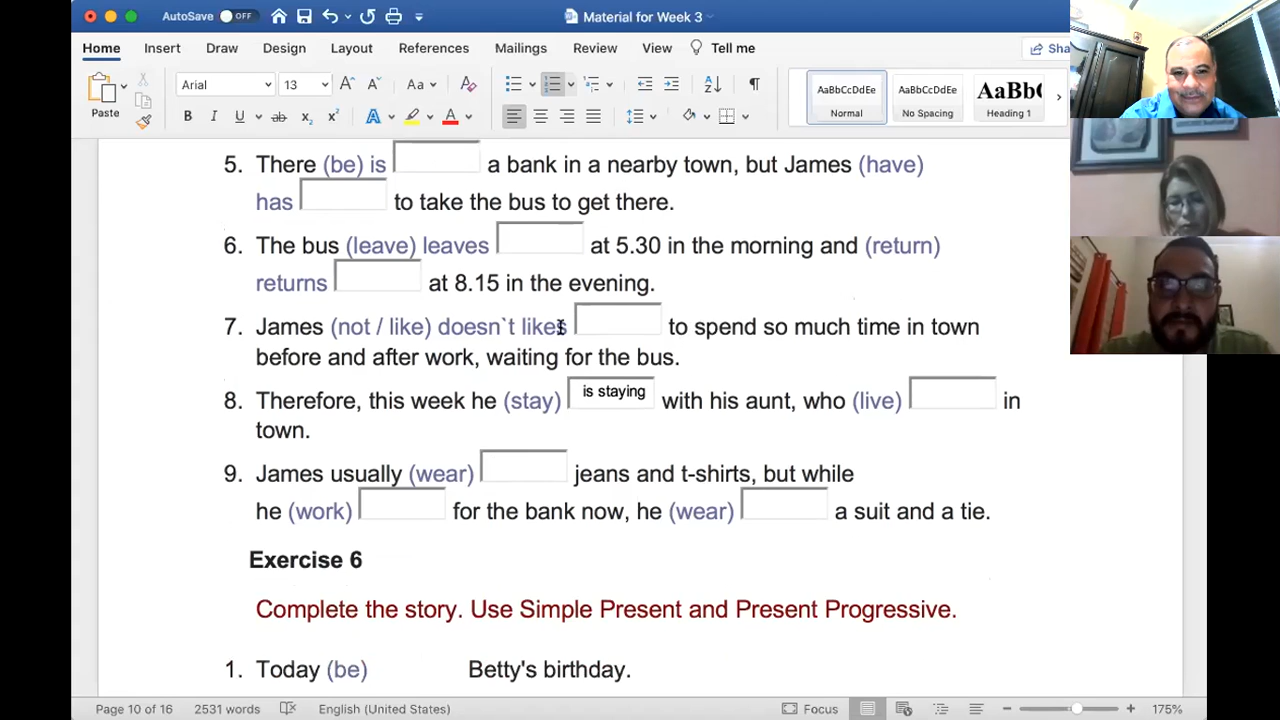 AutoSave OFF Material for Week 3
Home Insert Draw Design Layout References Mailings Review View Tell me Sha
Paste Arial 13 Aa AaBbCcDdEe AaBbCcDdEe AaBbC
B I U ab x₂ x² A A Normal No Spacing Heading 1
5. There (be) is a bank in a nearby town, but James (have)
has to take the bus to get there.
6. The bus (leave) leaves at 5.30 in the morning and (return)
returns at 8.15 in the evening.
7. James (not / like) doesn`t likes to spend so much time in town
before and after work, waiting for the bus.
8. Therefore, this week he (stay) is staying with his aunt, who (live) in
town.
9. James usually (wear) jeans and t-shirts, but while
he (work) for the bank now, he (wear) a suit and a tie.
Exercise 6
Complete the story. Use Simple Present and Present Progressive.
1. Today (be) Betty's birthday.
Page 10 of 16 2531 words English (United States) Focus 175%